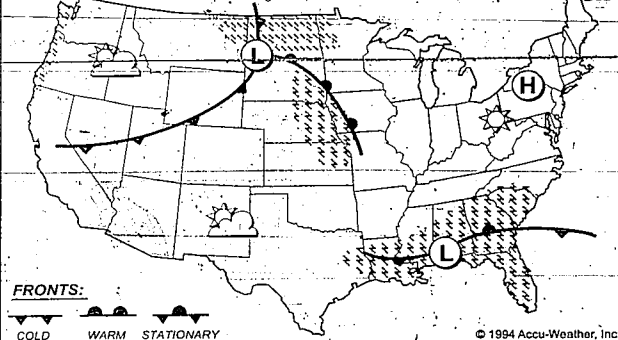 L
H
L
FRONTS:
COLD WARM STATIONARY
© 1994 Accu-Weather, Inc